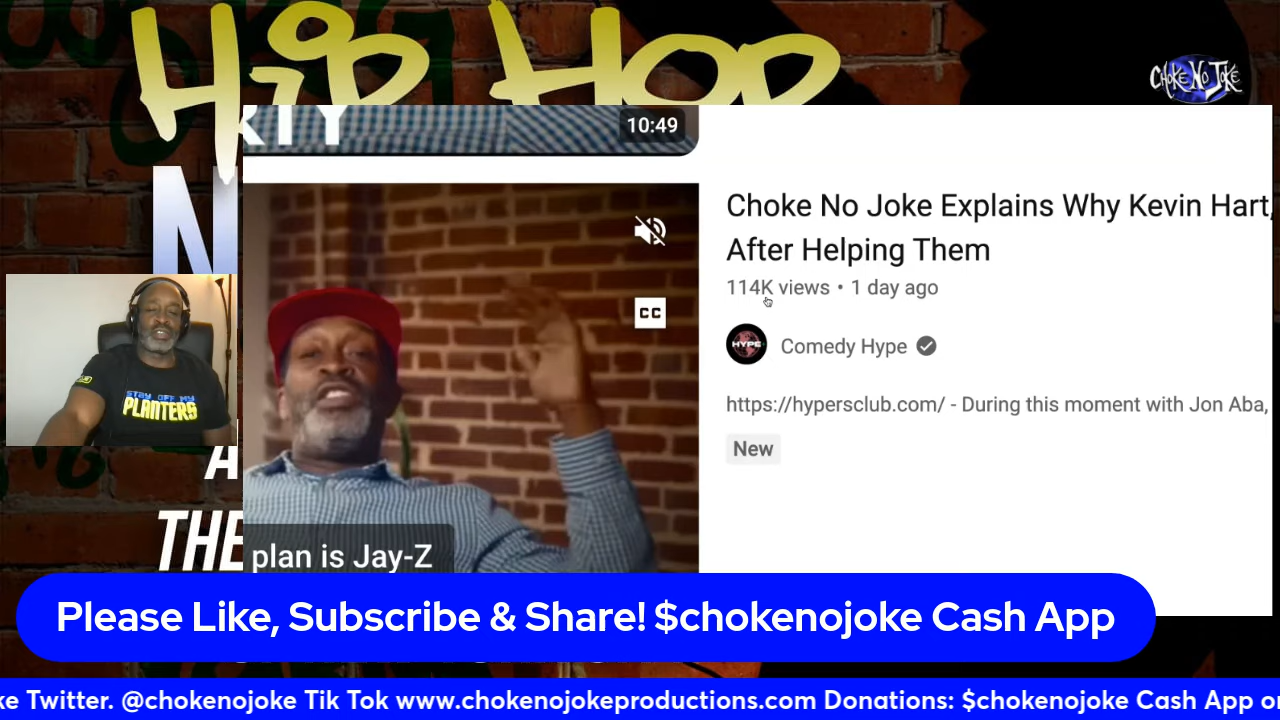 HIP HOP
CHOKE NO JOKE
10:49
Choke No Joke Explains Why Kevin Hart,
After Helping Them
114K views • 1 day ago
CC
HYPE
Comedy Hype
https://hypersclub.com/ - During this moment with Jon Aba,
New
STAY OFF MY
PLANTERS
THE
plan is Jay-Z
Please Like, Subscribe & Share! $chokenojoke Cash App
Twitter. @chokenojoke Tik Tok www.chokenojokeproductions.com Donations: $chokenojoke Cash App